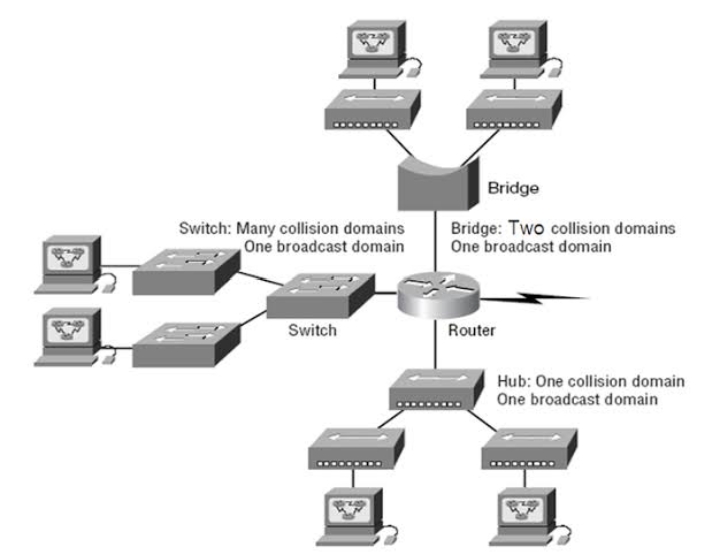 Bridge
Switch: Many collision domains
One broadcast domain
Bridge: Two collision domains
One broadcast domain
Switch
Router
Hub: One collision domain
One broadcast domain